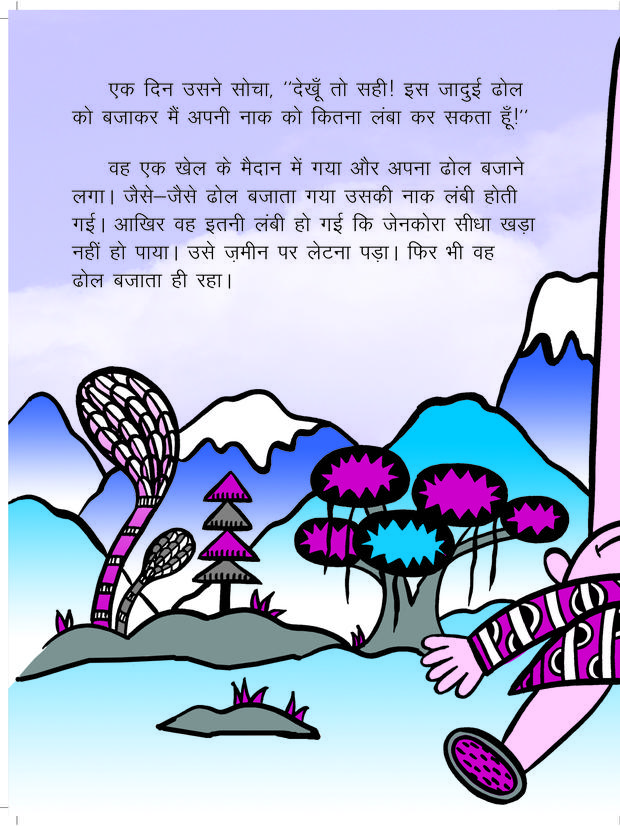 एक दिन उसने सोचा, ''देखूँ तो सही! इस जादुई ढोल
को बजाकर मैं अपनी नाक को कितना लंबा कर सकता हूँ!''
वह एक खेल के मैदान में गया और अपना ढोल बजाने
लगा। जैसे–जैसे ढोल बजाता गया उसकी नाक लंबी होती
गई। आखिर वह इतनी लंबी हो गई कि जेनकोरा सीधा खड़ा
नहीं हो पाया। उसे ज़मीन पर लेटना पड़ा। फिर भी वह
ढोल बजाता ही रहा।